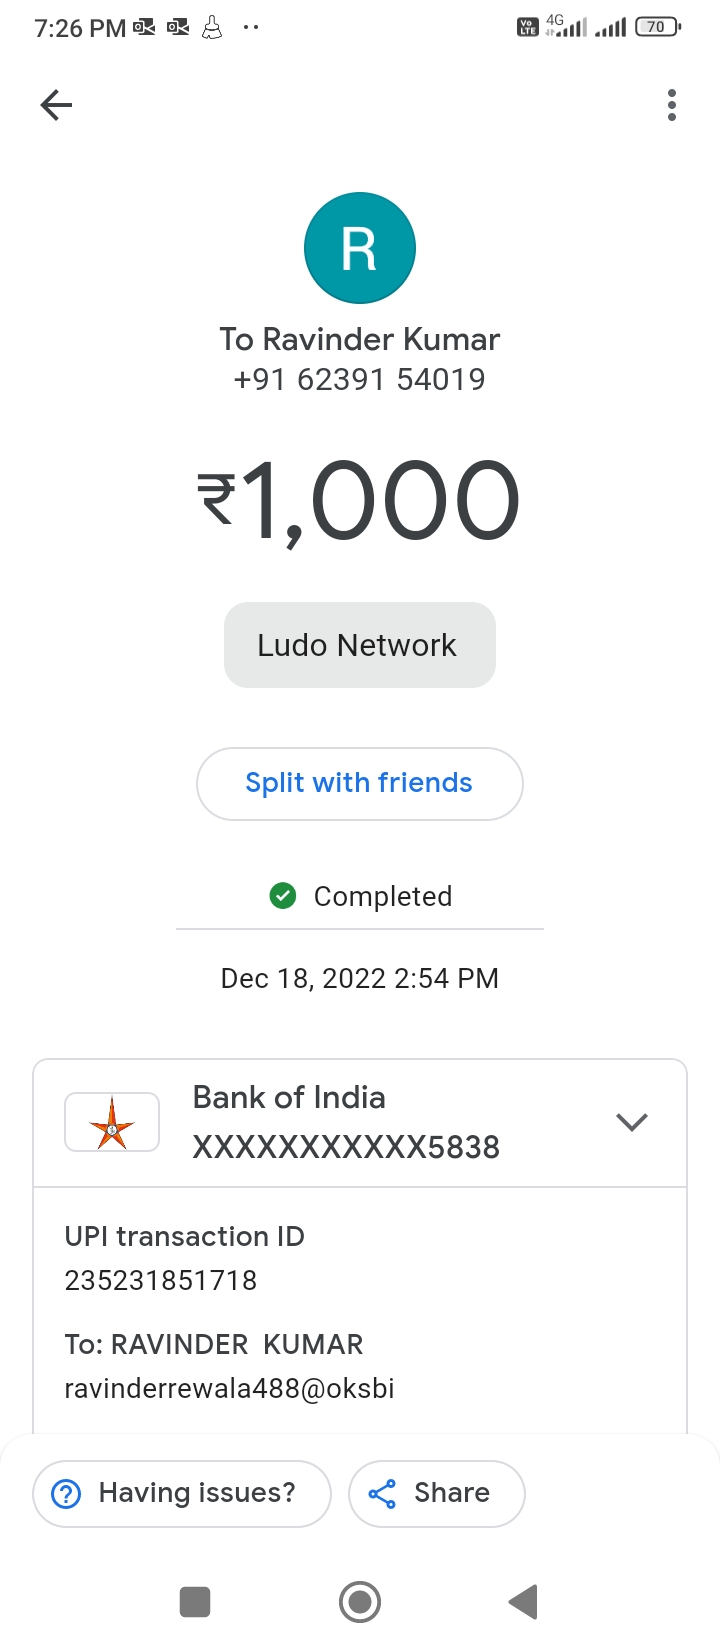 7:26 PM
Vo LTE 4G 70
R
To Ravinder Kumar
+91 62391 54019
₹1,000
Ludo Network
Split with friends
Completed
Dec 18, 2022 2:54 PM
Bank of India
XXXXXXXXXXX5838
UPI transaction ID
235231851718
To: RAVINDER KUMAR
ravinderrewala488@oksbi
Having issues?
Share